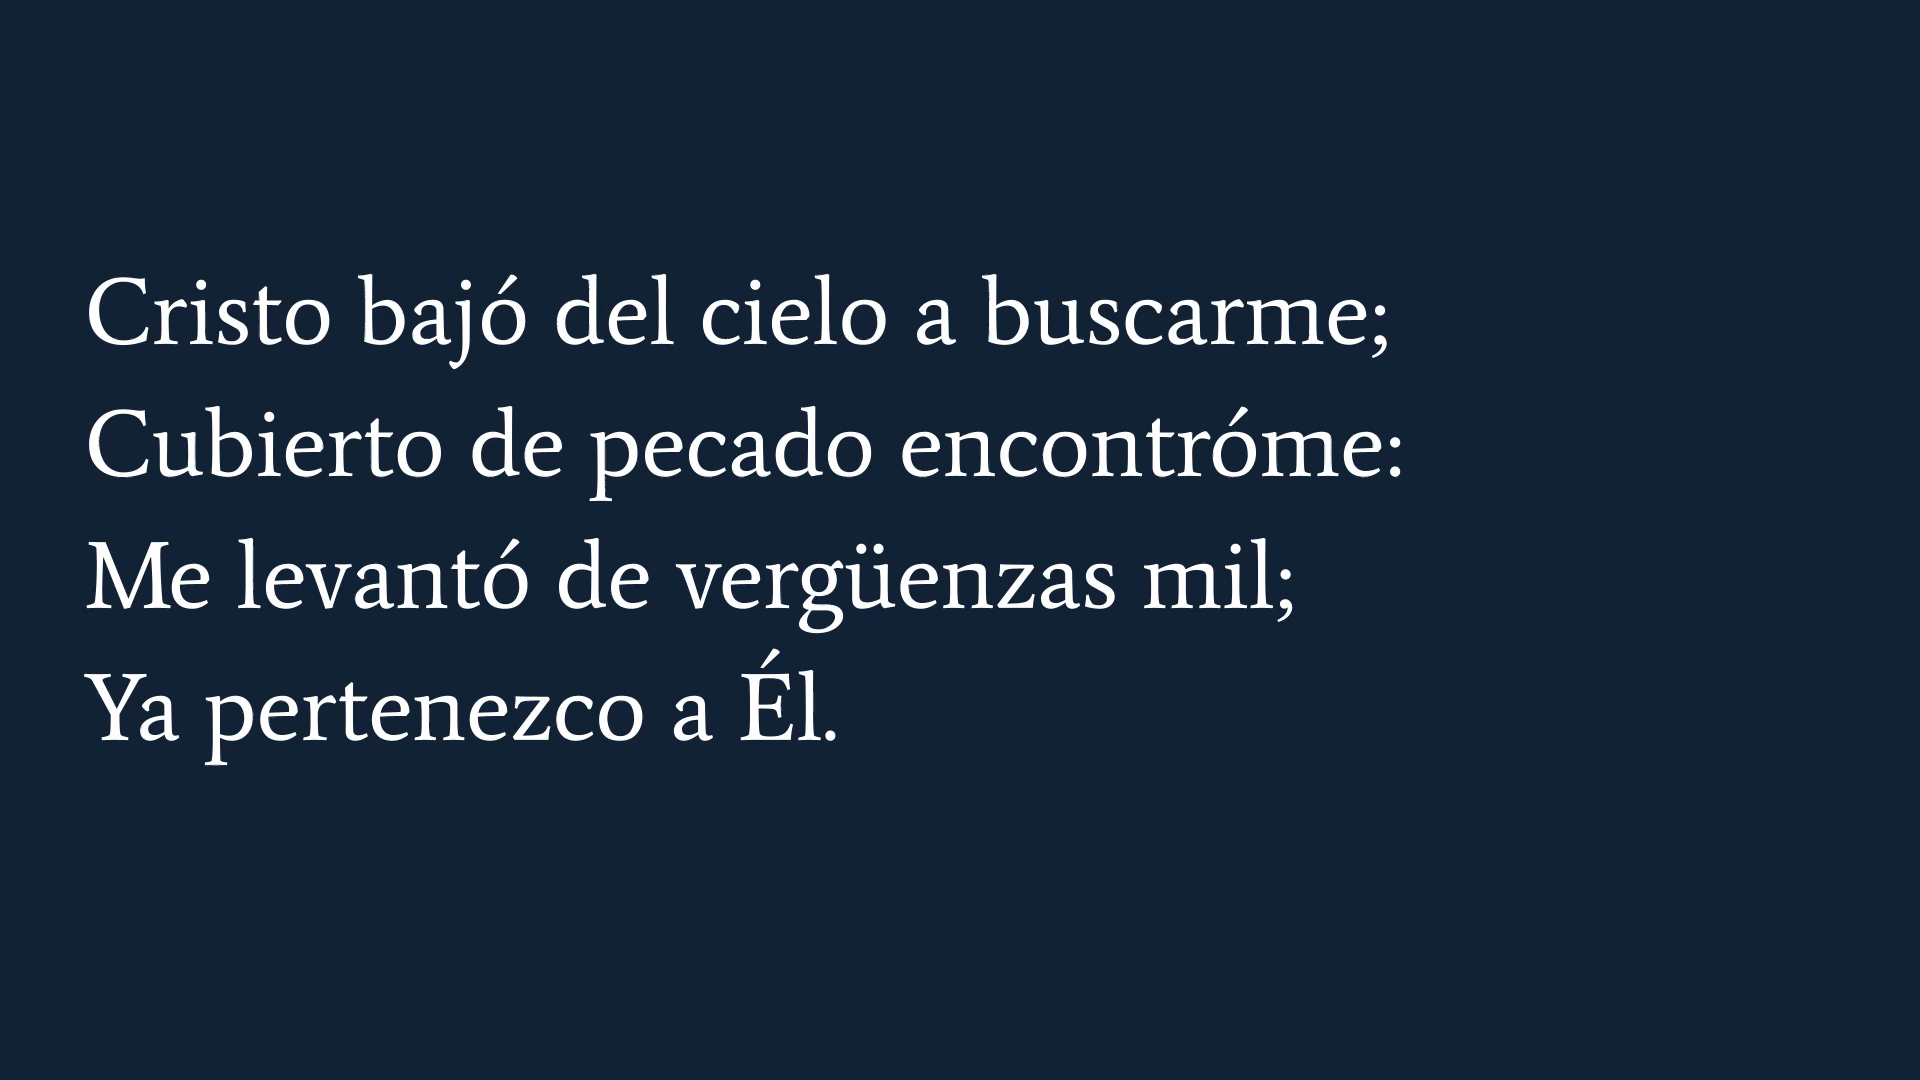 Cristo bajó del cielo a buscarme;
Cubierto de pecado encontróme:
Me levantó de vergüenzas mil;
Ya pertenezco a Él.